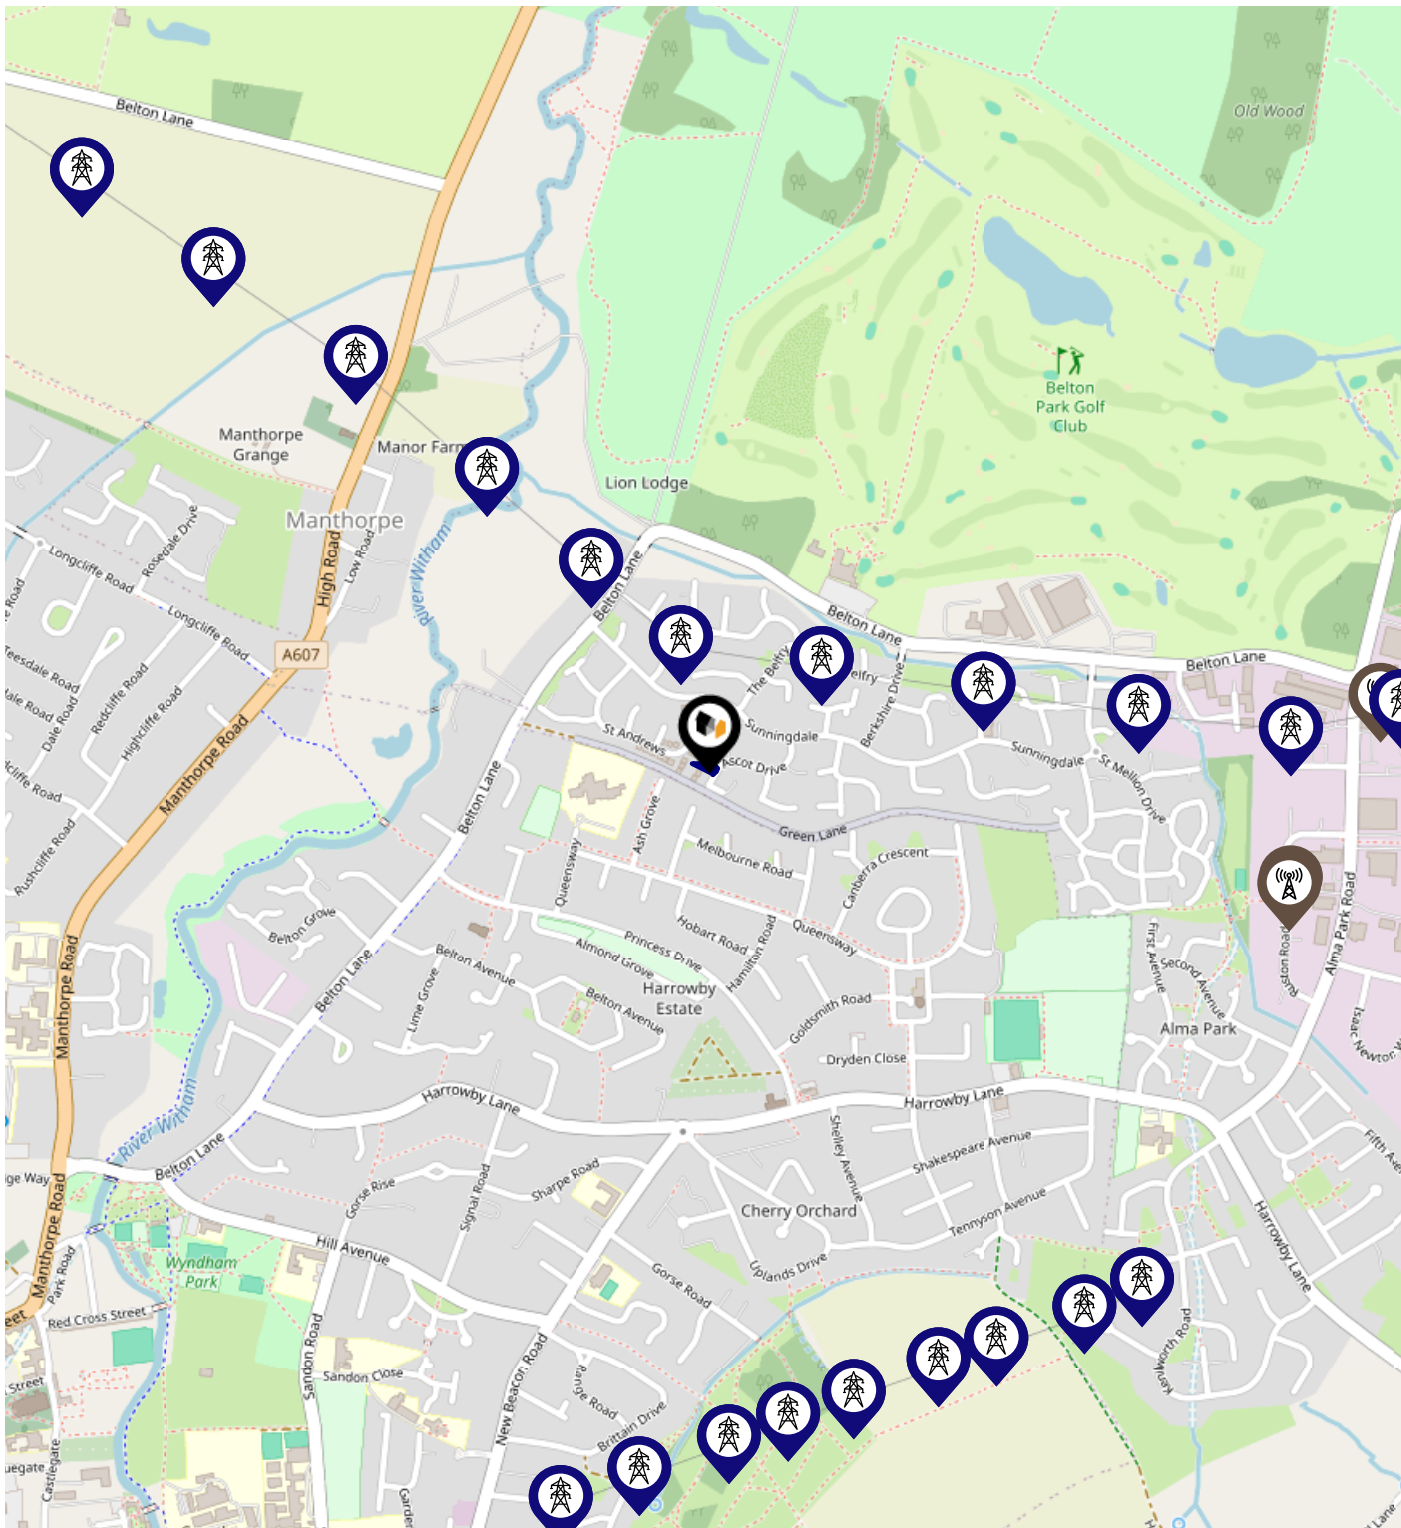 Belton Lane
Old Wood
Belton
Park Golf
Club
Manthorpe
Grange
Manor Farm
Lion Lodge
Manthorpe
High Road
Low Road
River Witham
Rosedale Drive
Longcliffe Road
Longcliffe Road
A607
Belton Lane
Belton Lane
Belton Lane
The Belfry
Berkshire Drive
Teesdale Road
Dale Road
Redcliffe Road
Highcliffe Road
Rushcliffe Road
Manthorpe Road
St Andrews
Sunningdale
Ascot Drive
Sunningdale
St Mellion Drive
Belton Lane
Green Lane
Ash Grove
Queensway
Melbourne Road
Canberra Crescent
Queensway
Hobart Road
Hamilton Road
Princess Drive
Almond Grove
Belton Grove
Belton Avenue
Belton Avenue
Lime Grove
Harrowby
Estate
Goldsmith Road
Dryden Close
First Avenue
Second Avenue
Alma Park
Alma Park Road
Ruston Road
Isaac Newton
Manthorpe Road
Belton Lane
Harrowby Lane
Harrowby Lane
River Witham
Belton Lane
Shelley Avenue
Shakespeare Avenue
Tennyson Avenue
Cherry Orchard
Uplands Drive
Sharpe Road
Signal Road
Gorse Rise
Gorse Road
Hill Avenue
Wyndham
Park
Manthorpe Road
Park Road
Red Cross Street
Sandon Road
Sandon Close
New Beacon Road
Range Road
Brittain Drive
Kenilworth Road
Harrowby Lane
Castlegate
Street